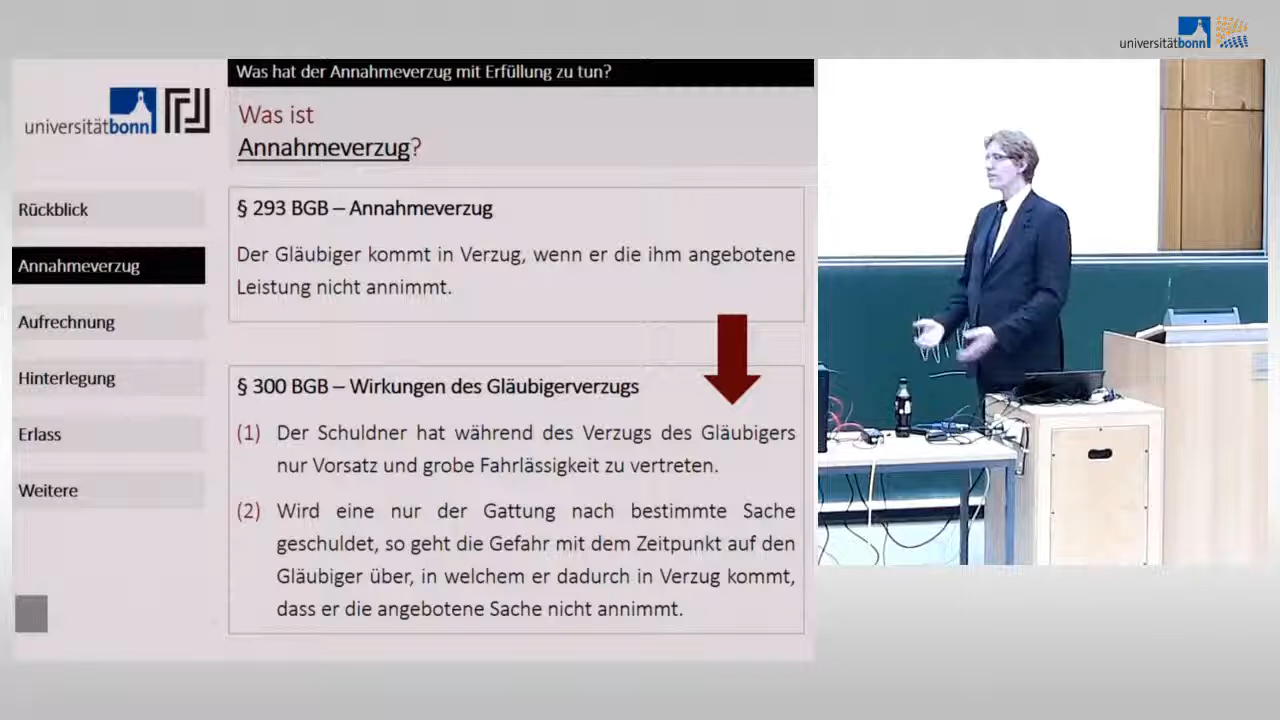 universitätbonn
Was hat der Annahmeverzug mit Erfüllung zu tun?
universitätbonn
Was ist
Annahmeverzug?
Rückblick
Annahmeverzug
Aufrechnung
Hinterlegung
Erlass
Weitere
§ 293 BGB – Annahmeverzug
Der Gläubiger kommt in Verzug, wenn er die ihm angebotene
Leistung nicht annimmt.
§ 300 BGB – Wirkungen des Gläubigerverzugs
(1) Der Schuldner hat während des Verzugs des Gläubigers
nur Vorsatz und grobe Fahrlässigkeit zu vertreten.
(2) Wird eine nur der Gattung nach bestimmte Sache
geschuldet, so geht die Gefahr mit dem Zeitpunkt auf den
Gläubiger über, in welchem er dadurch in Verzug kommt,
dass er die angebotene Sache nicht annimmt.